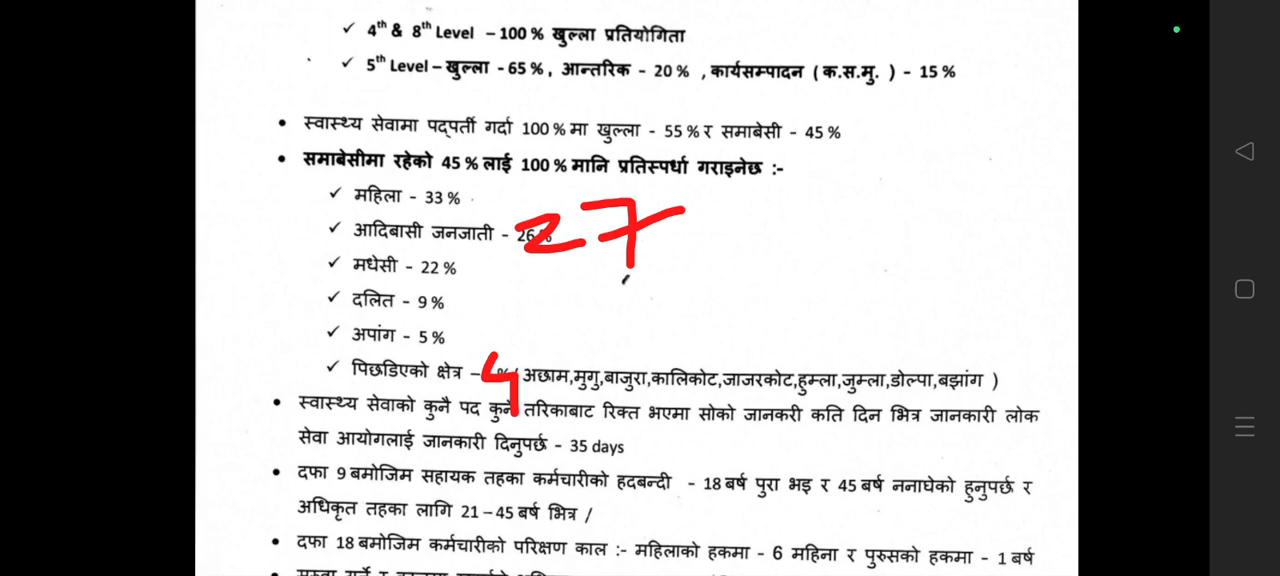 ✓ 4th & 8th Level – 100 % खुल्ला प्रतियोगिता
✓ 5th Level – खुल्ला - 65 % , आन्तरिक - 20 % , कार्यसम्पादन ( क.स.मु. ) - 15 %
• स्वास्थ्य सेवामा पद्पर्ती गर्दा 100 % मा खुल्ला - 55 % र समाबेसी - 45 %
• समाबेसीमा रहेको 45 % लाई 100 % मानि प्रतिस्पर्धा गराइनेछ :-
✓ महिला - 33 %
✓ आदिबासी जनजाती - 26 % 27
✓ मधेसी - 22 %
✓ दलित - 9 %
✓ अपांग - 5 %
✓ पिछडिएको क्षेत्र – 4 अछाम,मुगु,बाजुरा,कालिकोट,जाजरकोट,हुम्ला,जुम्ला,डोल्पा,बझांग )
• स्वास्थ्य सेवाको कुनै पद कुनै तरिकाबाट रिक्त भएमा सोको जानकरी कति दिन भित्र जानकारी लोक
सेवा आयोगलाई जानकारी दिनुपर्छ - 35 days
• दफा 9 बमोजिम सहायक तहका कर्मचारीको हदबन्दी - 18 बर्ष पुरा भइ र 45 बर्ष ननाघेको हुनुपर्छ र
अधिकृत तहका लागि 21 – 45 बर्ष भित्र /
• दफा 18 बमोजिम कर्मचारीको परिक्षण काल :- महिलाको हकमा - 6 महिना र पुरुसको हकमा - 1 बर्ष